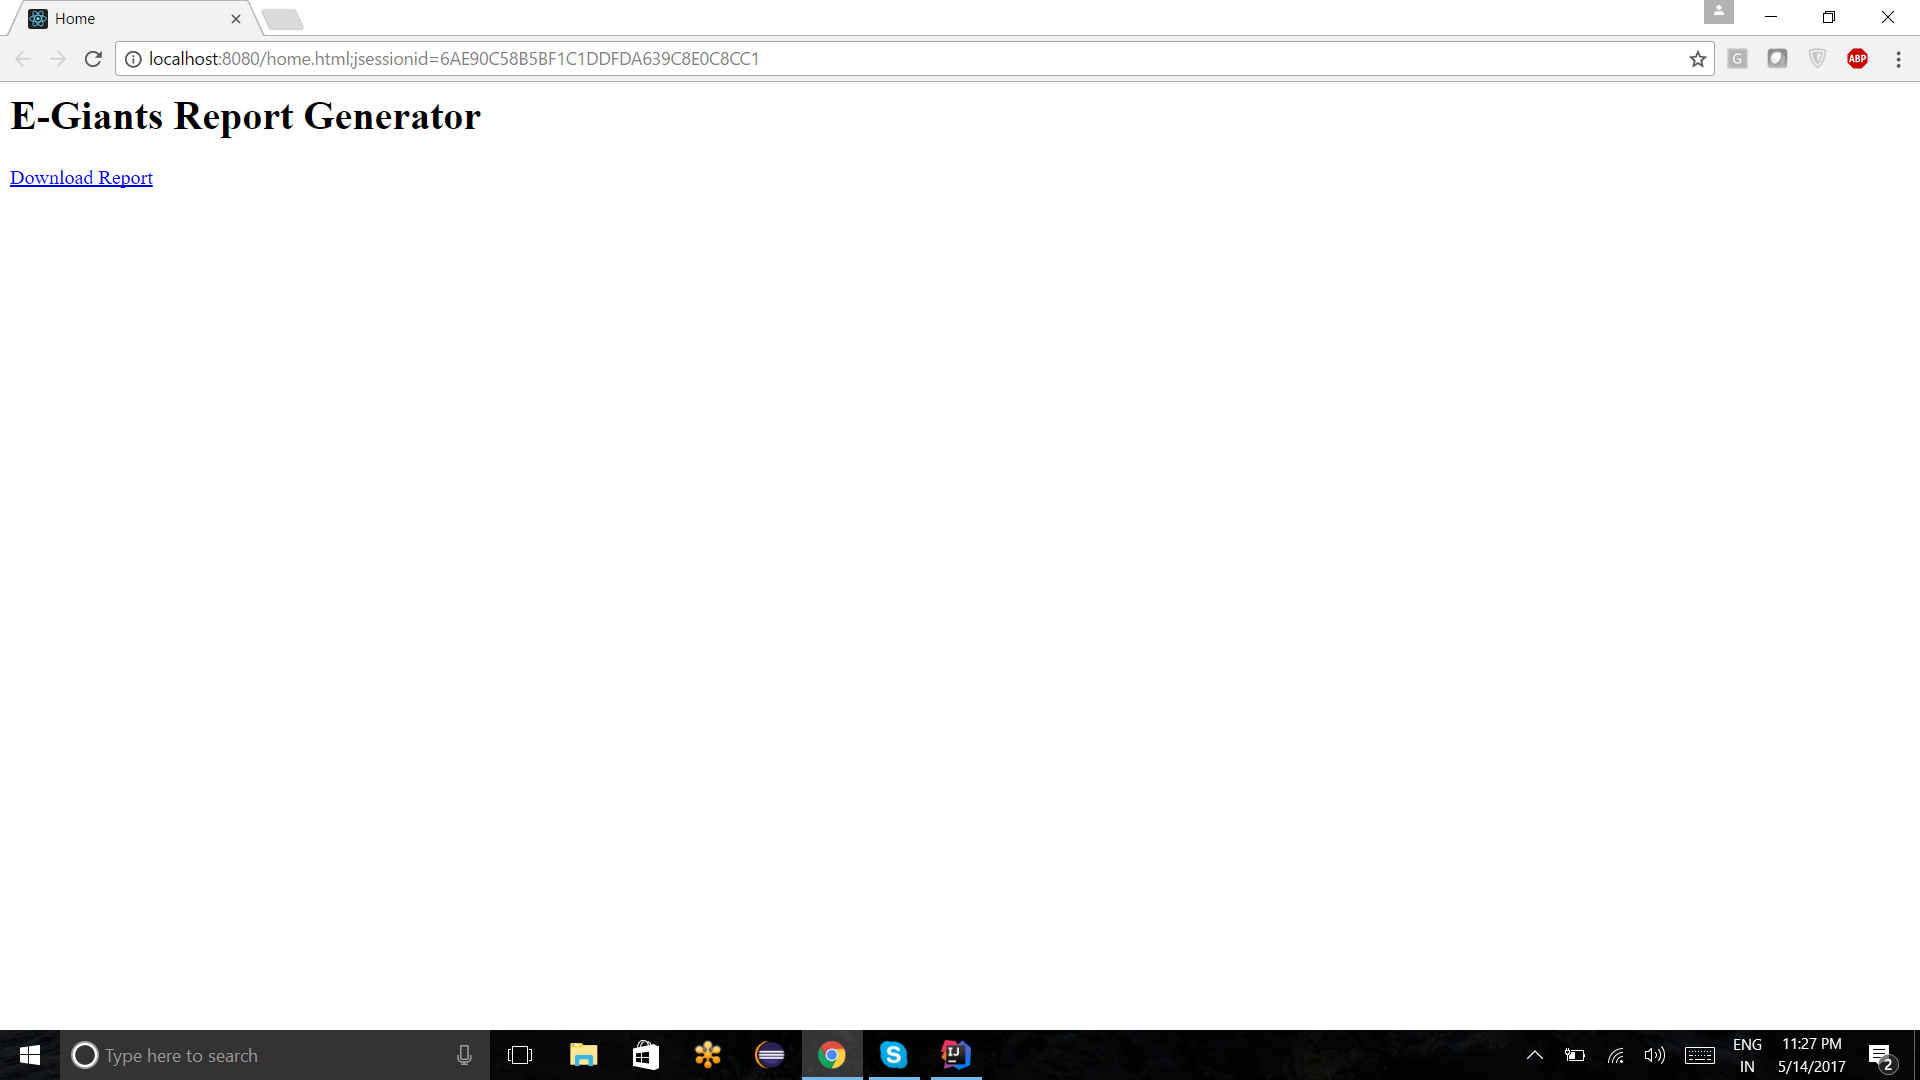 Home
localhost:8080/home.html;jsessionid=6AE90C58B5BF1C1DDFDA639C8E0C8CC1
G
ABP
E-Giants Report Generator
Download Report
Type here to search
S
IJ
ENG
IN
11:27 PM
5/14/2017
2